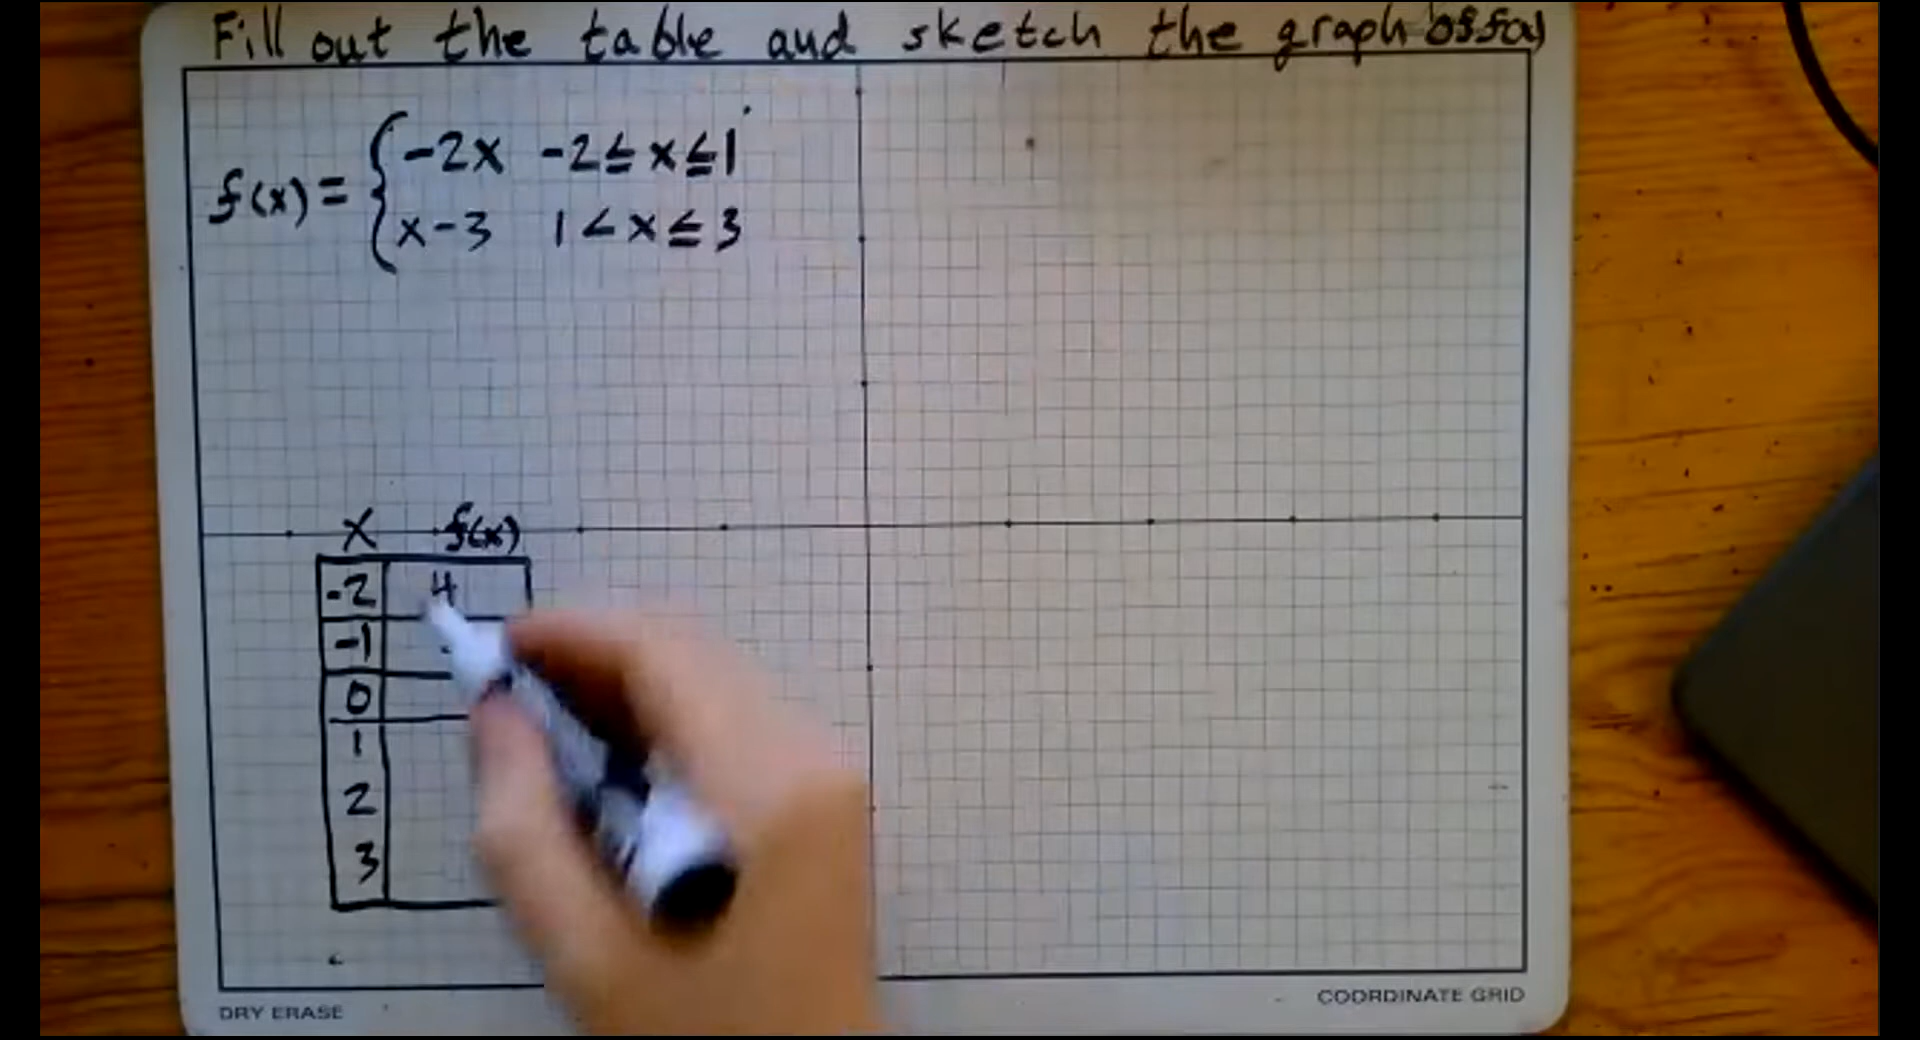 Fill out the table and sketch the graph of f(x)
f(x) = { -2x -2 ≤ x ≤ 1
x-3 1 < x ≤ 3
x f(x)
-2 4
-1
0
1
2
3
DRY ERASE
COORDINATE GRID